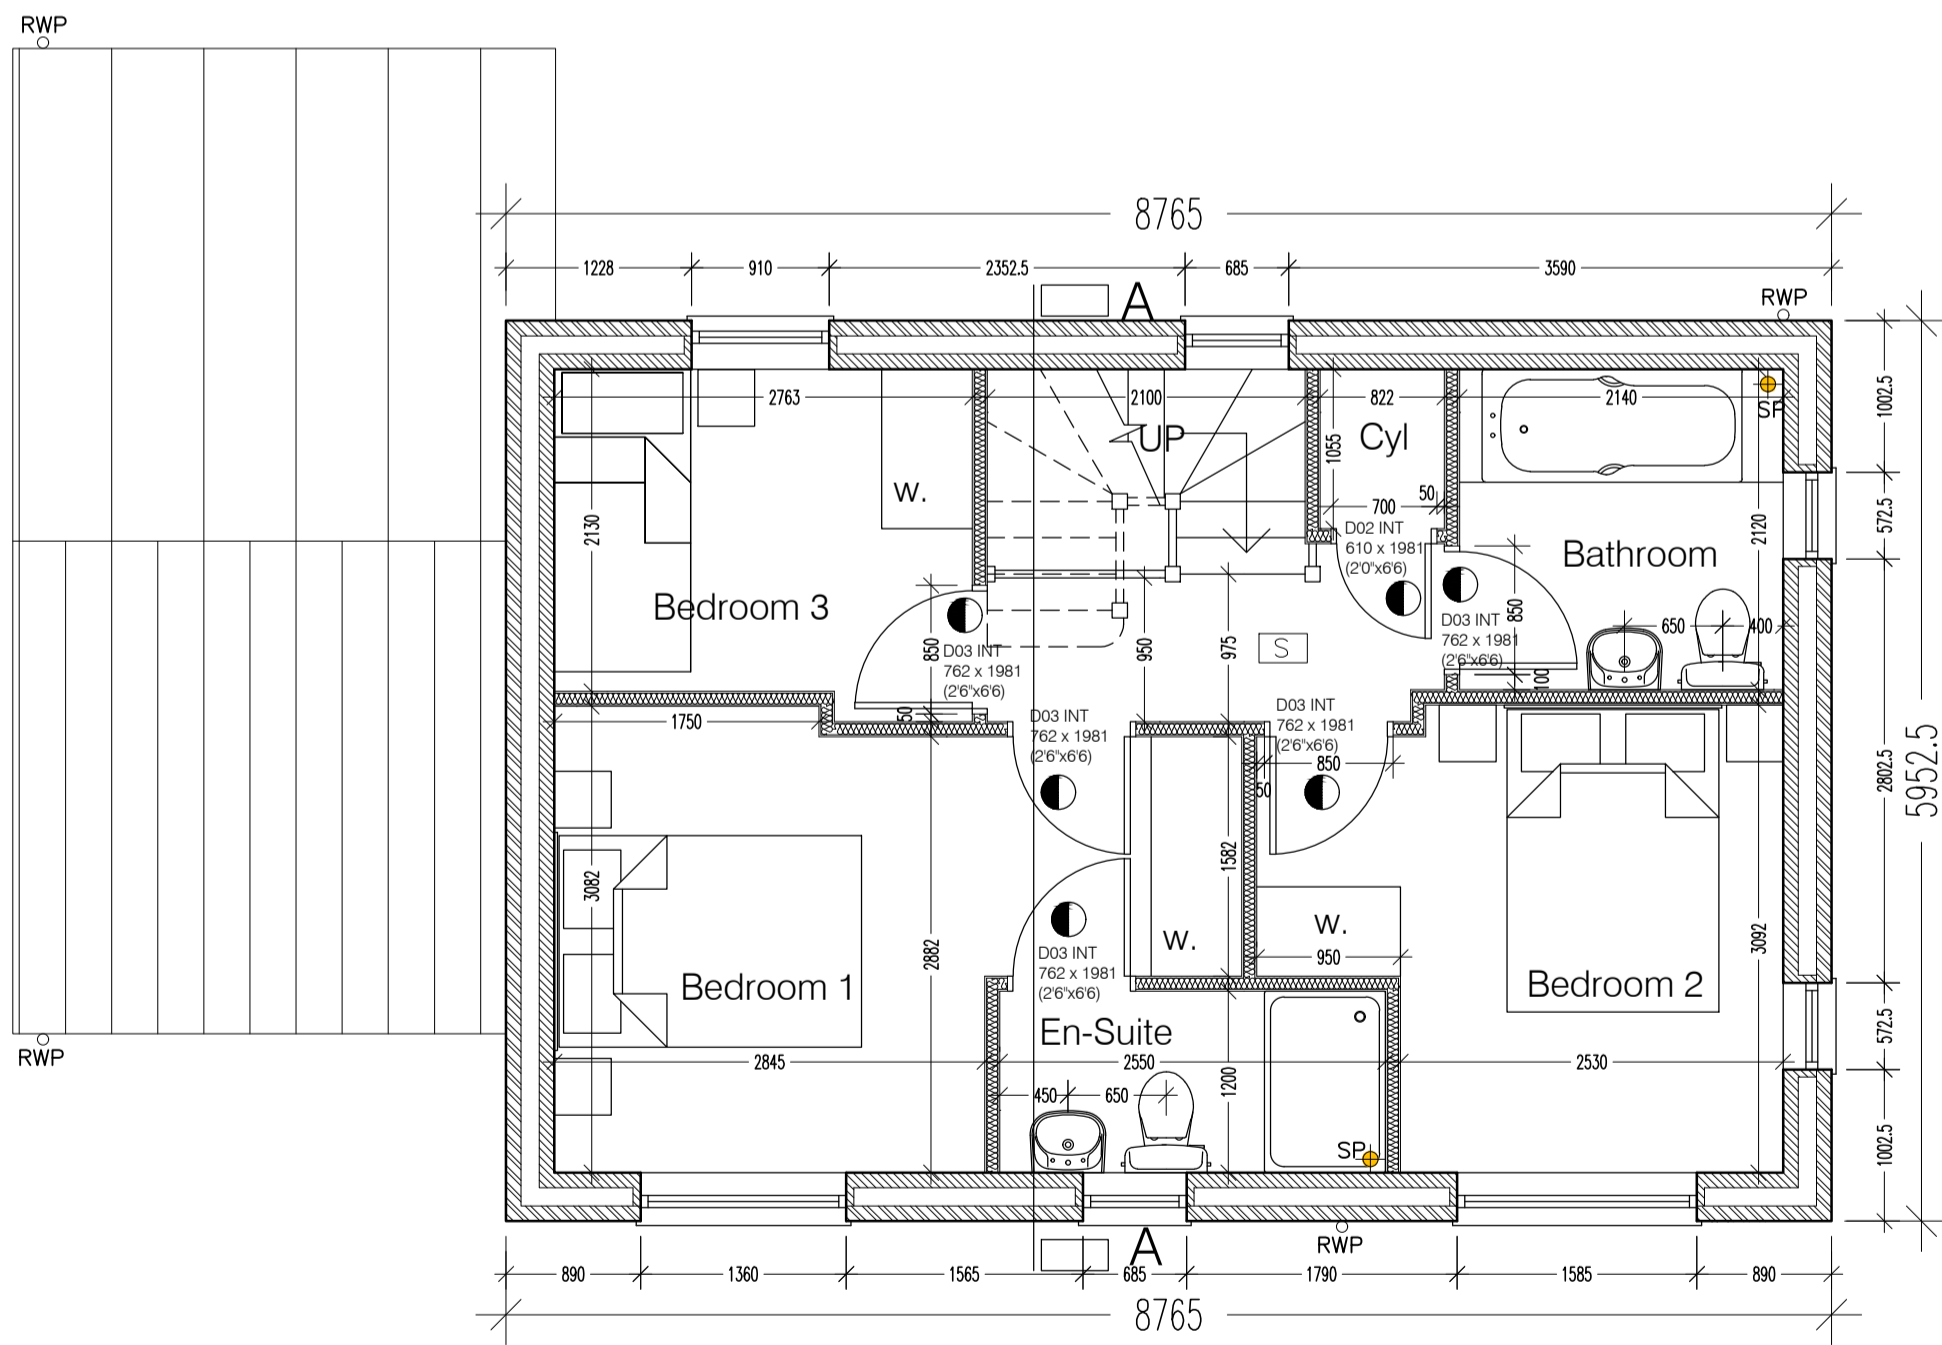 RWP
8765
1228
910
2352.5
685
3590
A
RWP
2763
2100
822
2140
SP
1002.5
UP
1055
Cyl
W.
50
700
D02 INT
610 x 1981
(2'0"x6'6)
2130
2120
572.5
Bathroom
Bedroom 3
850
D03 INT
762 x 1981
(2'6"x6'6)
50
950
975
S
D03 INT
762 x 1981
(2'6"x6'6)
850
100
650
400
1750
D03 INT
762 x 1981
(2'6"x6'6)
D03 INT
762 x 1981
(2'6"x6'6)
850
50
2802.5
5952.5
3082
1582
2882
W.
W.
950
3092
D03 INT
762 x 1981
(2'6"x6'6)
Bedroom 1
Bedroom 2
En-Suite
RWP
2845
2550
2530
572.5
450
650
1200
SP
1002.5
A
RWP
890
1360
1565
685
1790
1585
890
8765